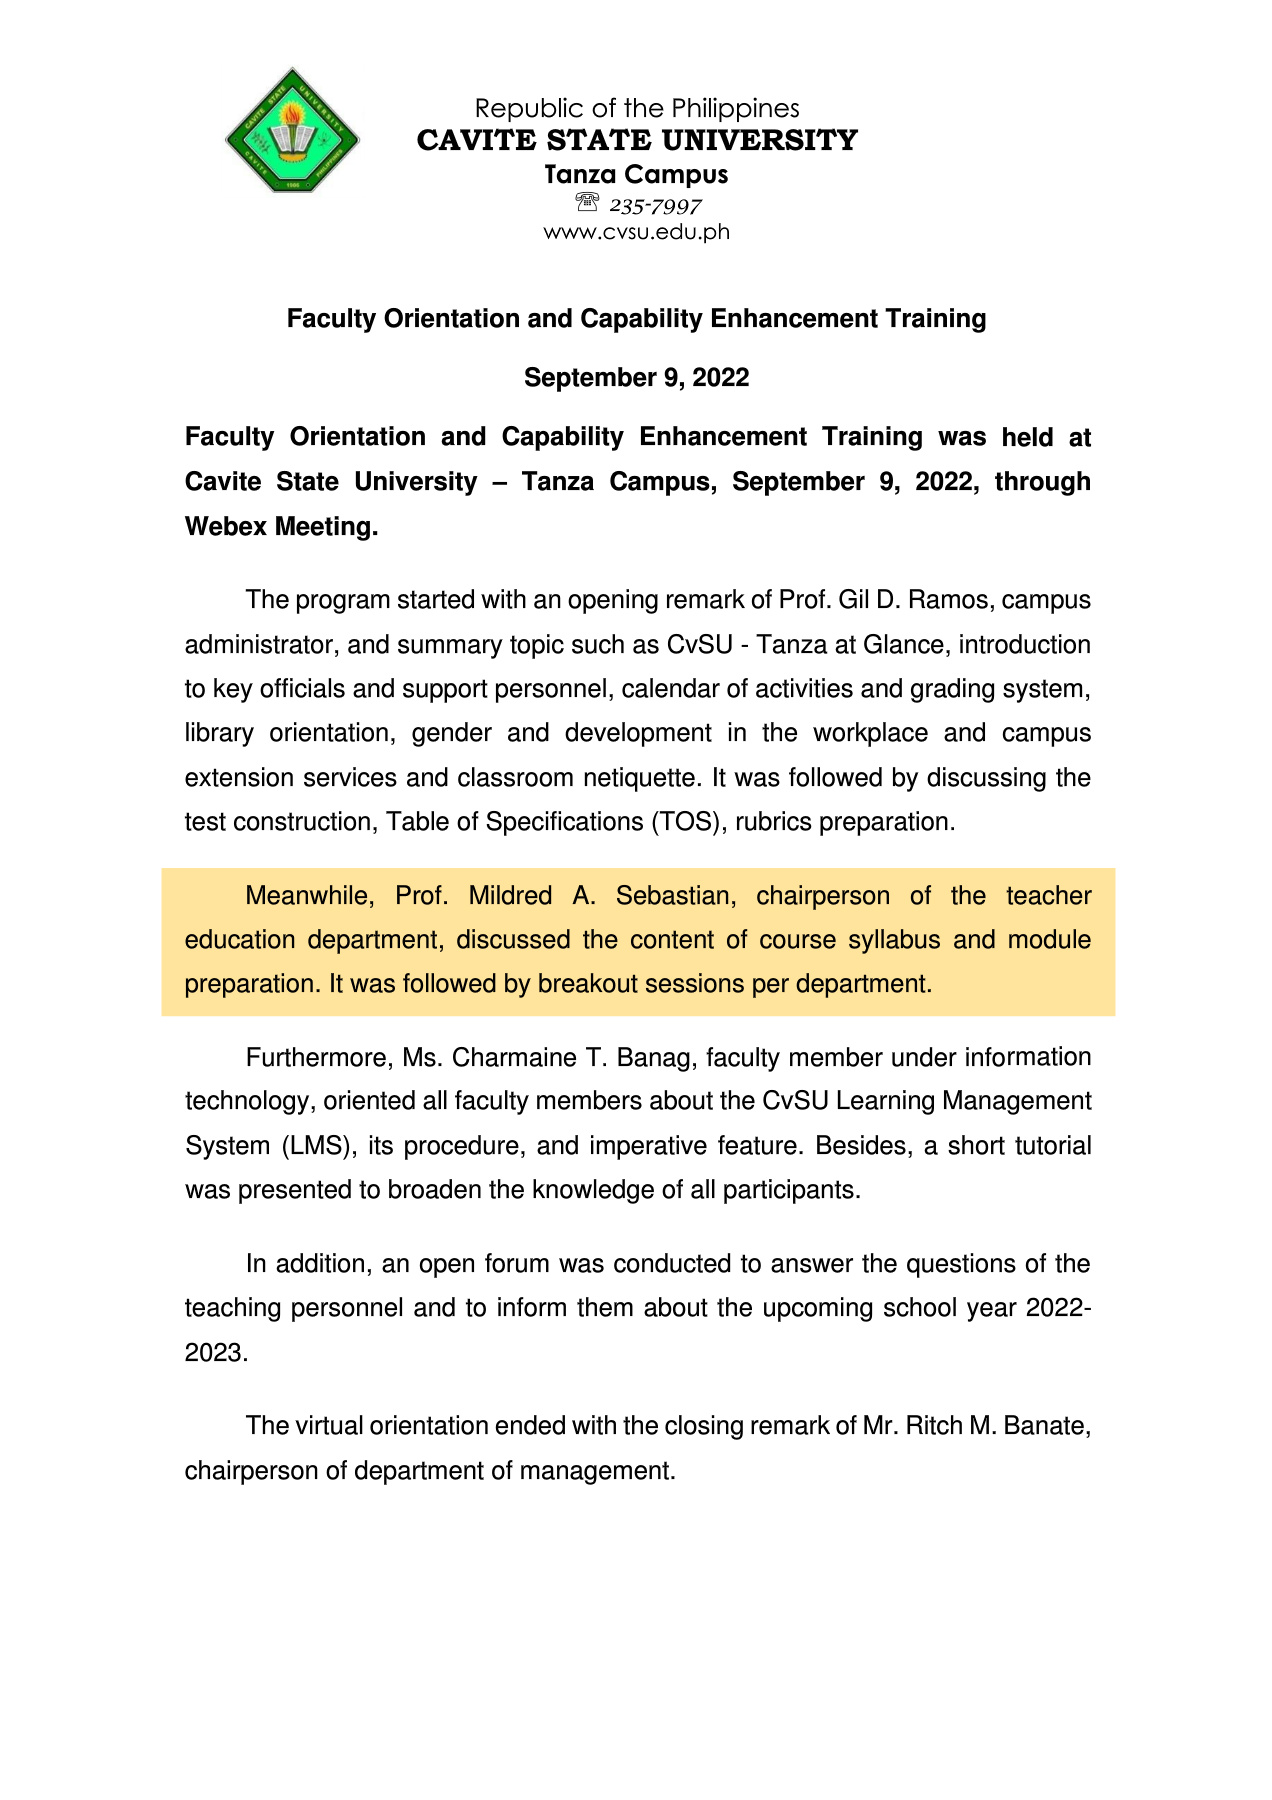 CAVITE STATE UNIVERSITY
CAVITE PHILIPPINES
1906
Republic of the Philippines
CAVITE STATE UNIVERSITY
Tanza Campus
☏ 235-7997
www.cvsu.edu.ph
Faculty Orientation and Capability Enhancement Training
September 9, 2022
Faculty Orientation and Capability Enhancement Training was held at
Cavite State University – Tanza Campus, September 9, 2022, through
Webex Meeting.
The program started with an opening remark of Prof. Gil D. Ramos, campus
administrator, and summary topic such as CvSU - Tanza at Glance, introduction
to key officials and support personnel, calendar of activities and grading system,
library orientation, gender and development in the workplace and campus
extension services and classroom netiquette. It was followed by discussing the
test construction, Table of Specifications (TOS), rubrics preparation.
Meanwhile, Prof. Mildred A. Sebastian, chairperson of the teacher
education department, discussed the content of course syllabus and module
preparation. It was followed by breakout sessions per department.
Furthermore, Ms. Charmaine T. Banag, faculty member under information
technology, oriented all faculty members about the CvSU Learning Management
System (LMS), its procedure, and imperative feature. Besides, a short tutorial
was presented to broaden the knowledge of all participants.
In addition, an open forum was conducted to answer the questions of the
teaching personnel and to inform them about the upcoming school year 2022-
2023.
The virtual orientation ended with the closing remark of Mr. Ritch M. Banate,
chairperson of department of management.